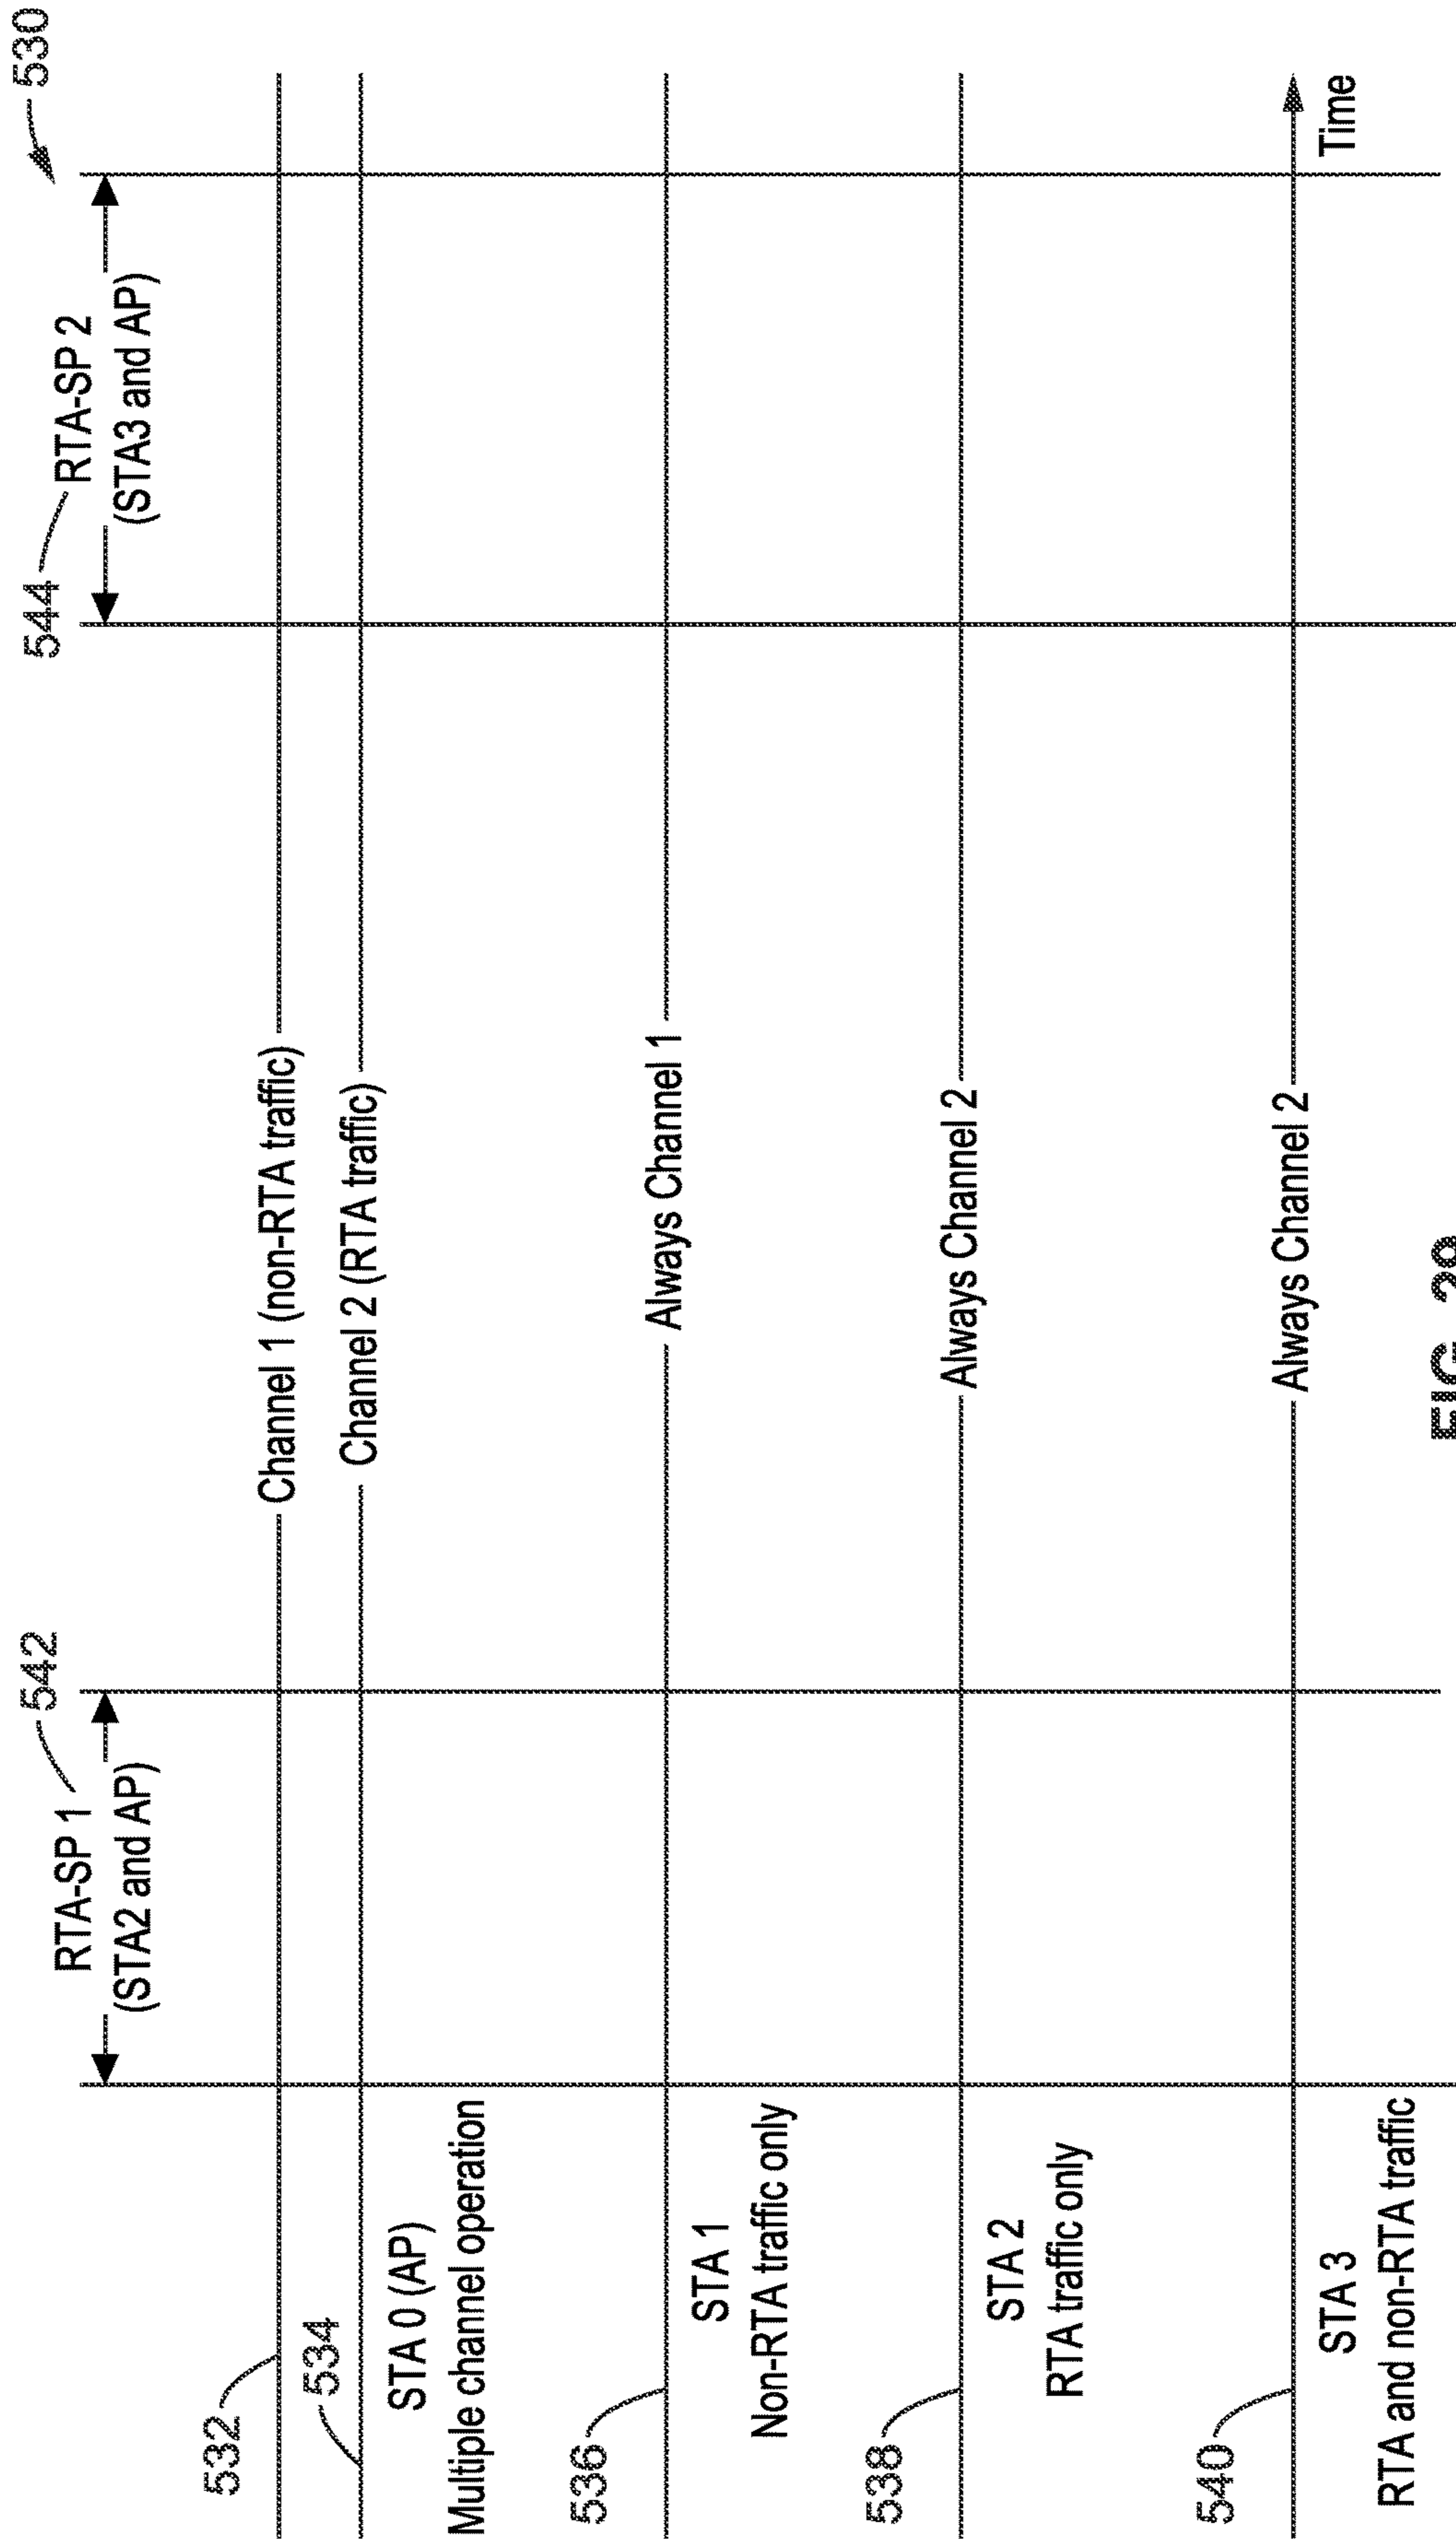 530
RTA-SP 1
542
(STA2 and AP)
544
RTA-SP 2
(STA3 and AP)
532
Channel 1 (non-RTA traffic)
534
Channel 2 (RTA traffic)
STA 0 (AP)
Multiple channel operation
536
Always Channel 1
STA 1
Non-RTA traffic only
538
Always Channel 2
STA 2
RTA traffic only
540
Always Channel 2
Time
STA 3
RTA and non-RTA traffic
FIG.